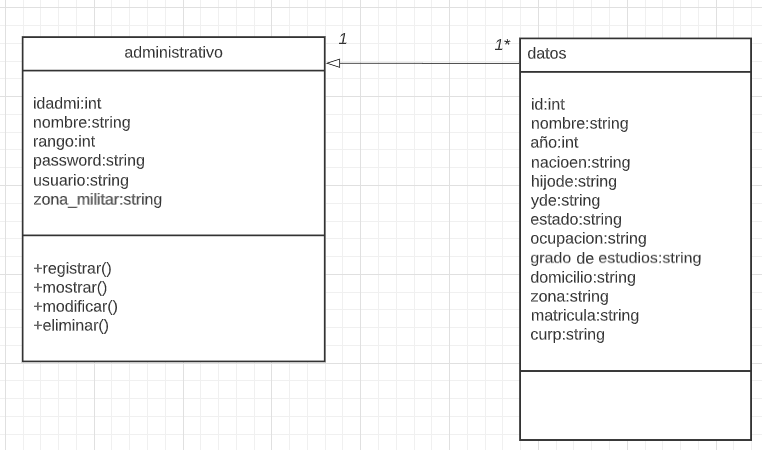 administrativo
idadmi:int
nombre:string
rango:int
password:string
usuario:string
zona_militar:string
+registrar()
+mostrar()
+modificar()
+eliminar()
1
1*
datos
id:int
nombre:string
año:int
nacioen:string
hijode:string
yde:string
estado:string
ocupacion:string
grado de estudios:string
domicilio:string
zona:string
matricula:string
curp:string